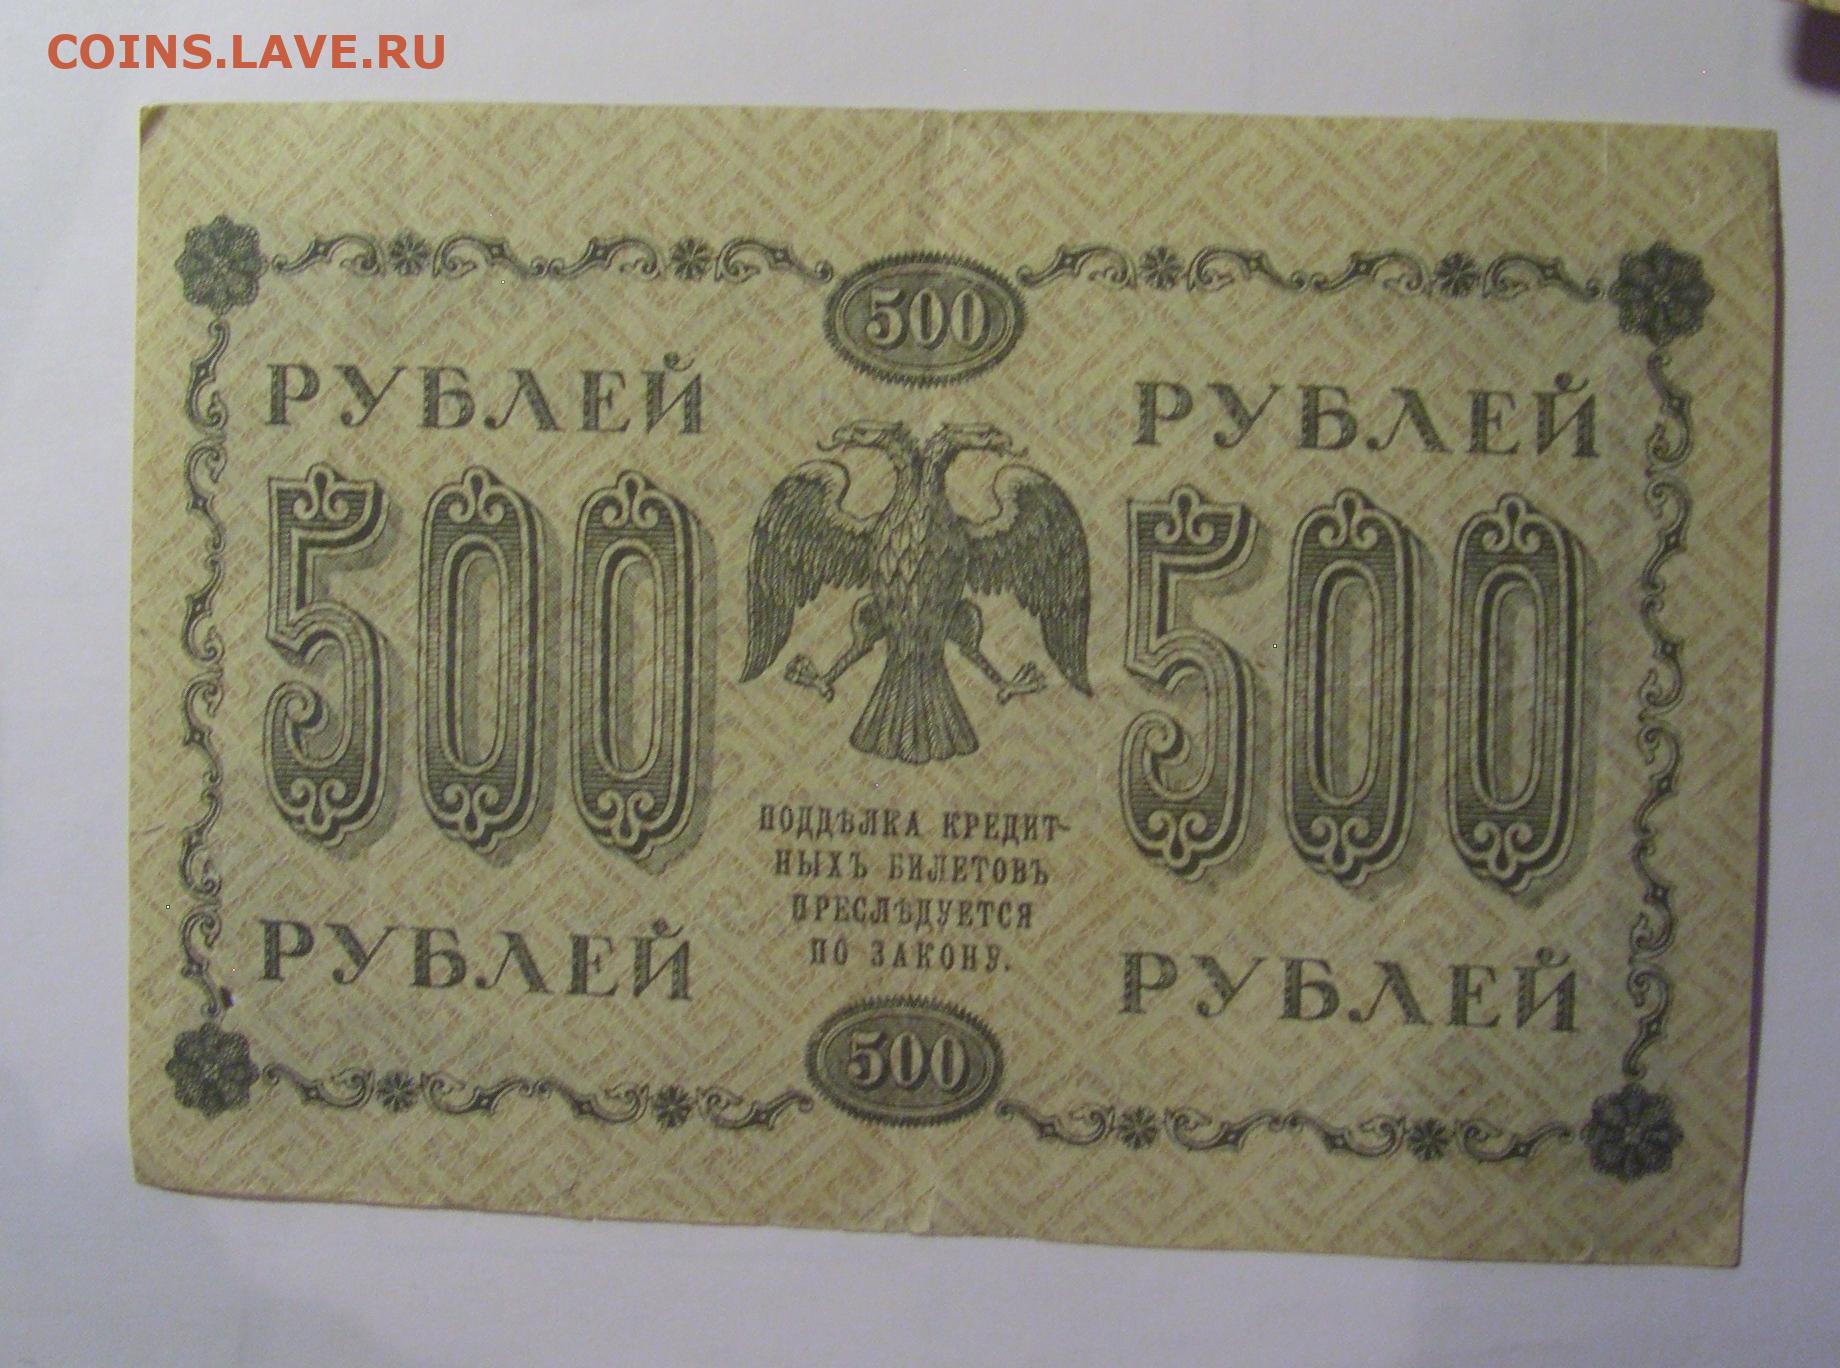 COINS.LAVE.RU
500
РУБЛЕЙ РУБЛЕЙ
500 500
ПОДДѢЛКА КРЕДИТ-
НЫХЪ БИЛЕТОВЪ
ПРЕСЛѢДУЕТСЯ
ПО ЗАКОНУ.
РУБЛЕЙ РУБЛЕЙ
500